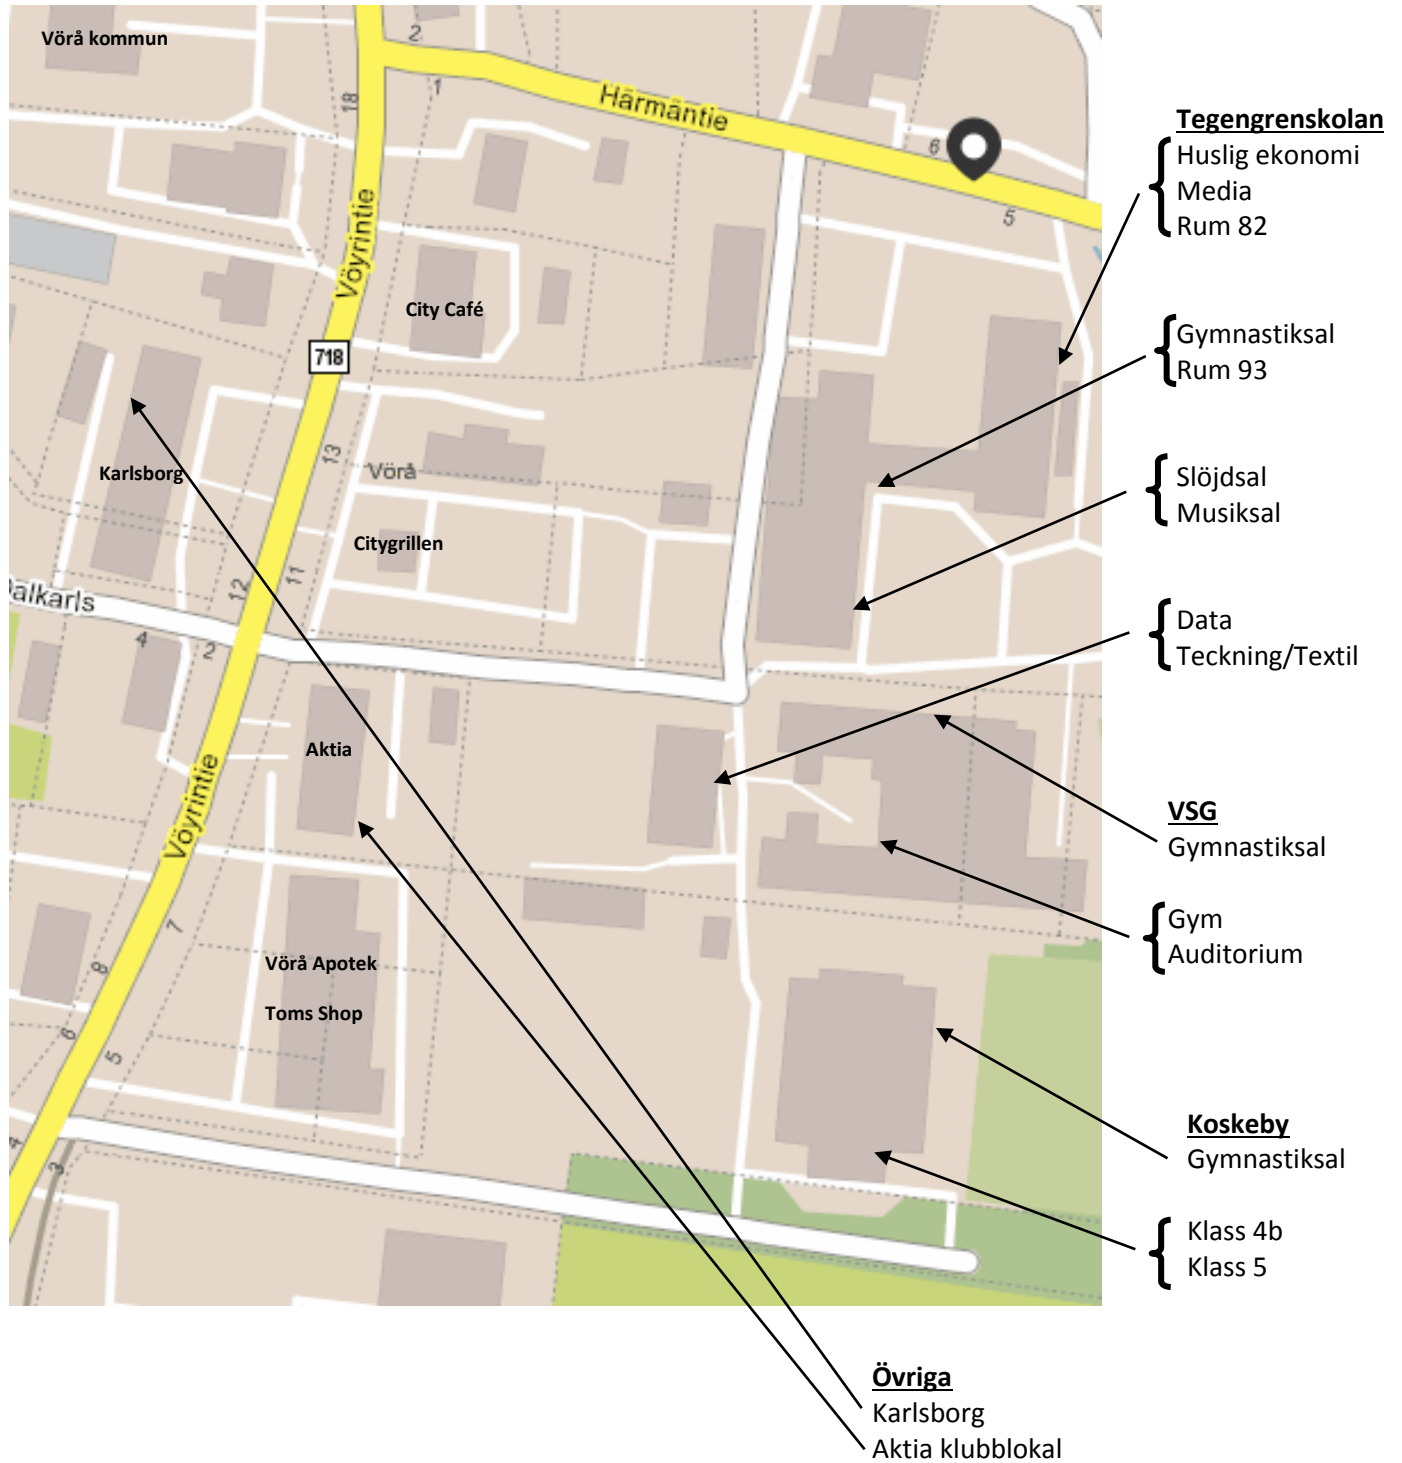 Vörå kommun
2
1
18
Härmäntie
6
5
Vöyrintie
City Café
718
13
Vörå
Karlsborg
Citygrillen
11
12
alkarls
4
2
Aktia
Vöyrintie
7
8
Vörå Apotek
Toms Shop
6
5
4
3
Tegengrenskolan
Huslig ekonomi
Media
Rum 82
Gymnastiksal
Rum 93
Slöjdsal
Musiksal
Data
Teckning/Textil
VSG
Gymnastiksal
Gym
Auditorium
Koskeby
Gymnastiksal
Klass 4b
Klass 5
Övriga
Karlsborg
Aktia klubblokal